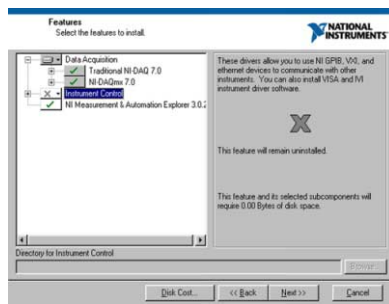 Features
Select the features to install.
NATIONAL
INSTRUMENTS
Data Acquisition
Traditional NI-DAQ 7.0
NI-DAQmx 7.0
Instrument Control
NI Measurement & Automation Explorer 3.0.2
These drivers allow you to use NI GPIB, VXI, and
ethernet devices to communicate with other
instruments. You can also install VISA and IVI
instrument driver software.
This feature will remain uninstalled.
This feature and its selected subcomponents will
require 0.00 Bytes of disk space.
Directory for Instrument Control
Browse...
Disk Cost...
<< Back
Next >>
Cancel